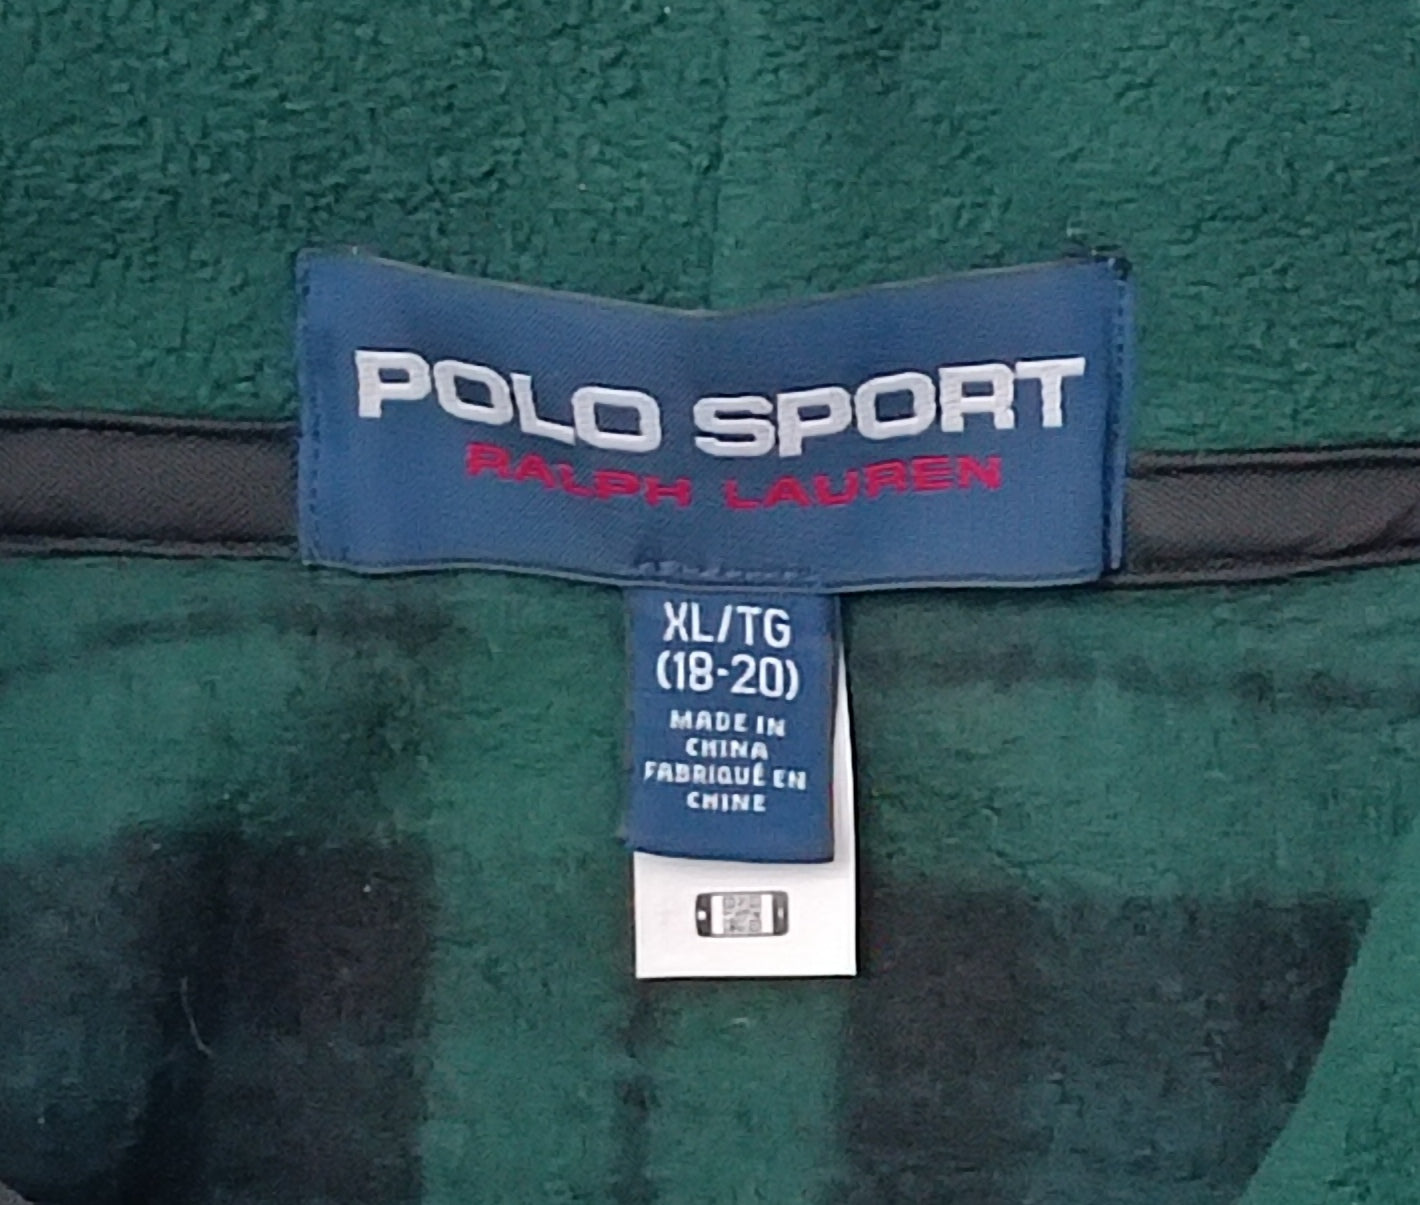 POLO SPORT
RALPH LAUREN
XL/TG
(18-20)
MADE IN
CHINA
FABRIQUÉ EN
CHINE